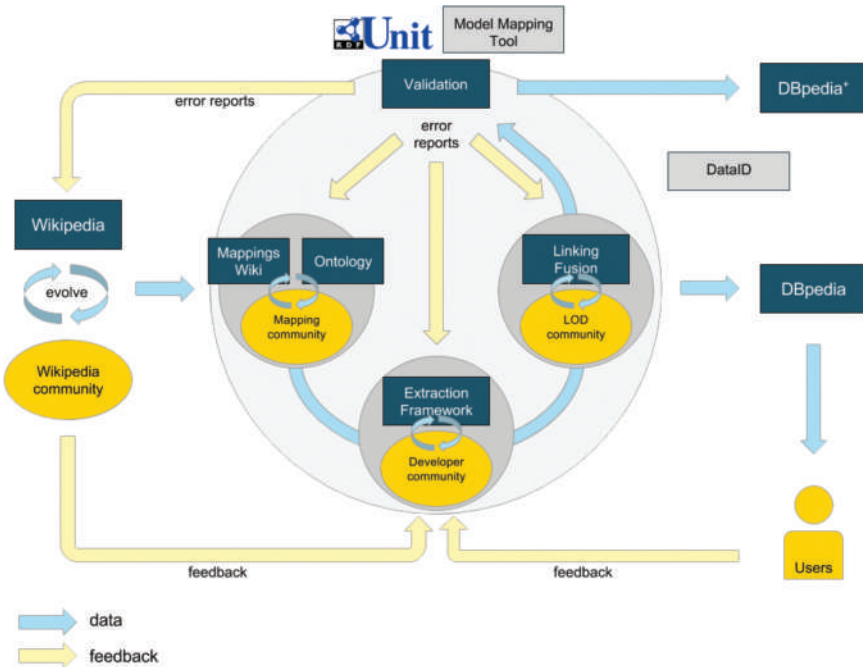 RDF
Unit
Model Mapping
Tool
Validation
DBpedia+
error reports
error
reports
DataID
Wikipedia
Mappings
Wiki
Ontology
Linking
Fusion
evolve
DBpedia
Mapping
community
LOD
community
Wikipedia
community
Extraction
Framework
Developer
community
Users
feedback
feedback
data
feedback